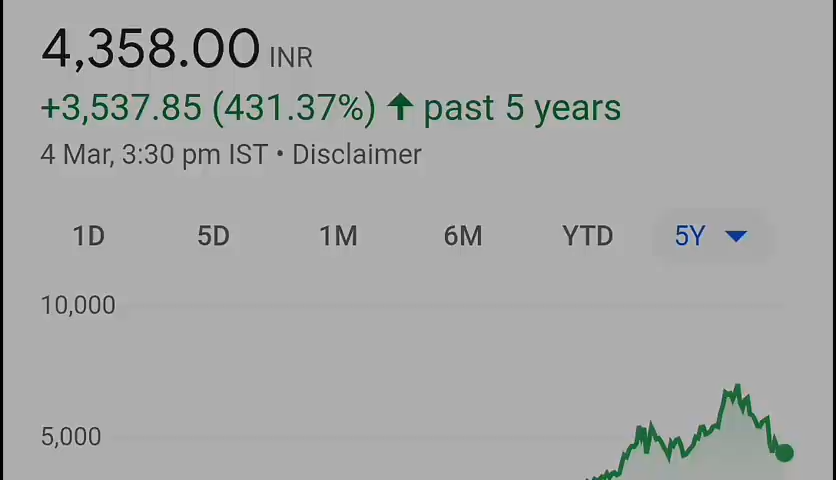 4,358.00 INR
+3,537.85 (431.37%) ↑ past 5 years
4 Mar, 3:30 pm IST • Disclaimer
1D 5D 1M 6M YTD 5Y
10,000
5,000